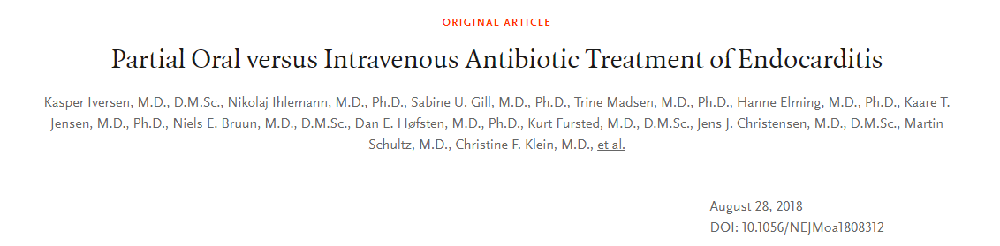 ORIGINAL ARTICLE
Partial Oral versus Intravenous Antibiotic Treatment of Endocarditis
Kasper Iversen, M.D., D.M.Sc., Nikolaj Ihlemann, M.D., Ph.D., Sabine U. Gill, M.D., Ph.D., Trine Madsen, M.D., Ph.D., Hanne Elming, M.D., Ph.D., Kaare T.
Jensen, M.D., Ph.D., Niels E. Bruun, M.D., D.M.Sc., Dan E. Høfsten, M.D., Ph.D., Kurt Fursted, M.D., D.M.Sc., Jens J. Christensen, M.D., D.M.Sc., Martin
Schultz, M.D., Christine F. Klein, M.D., et al.
August 28, 2018
DOI: 10.1056/NEJMoa1808312